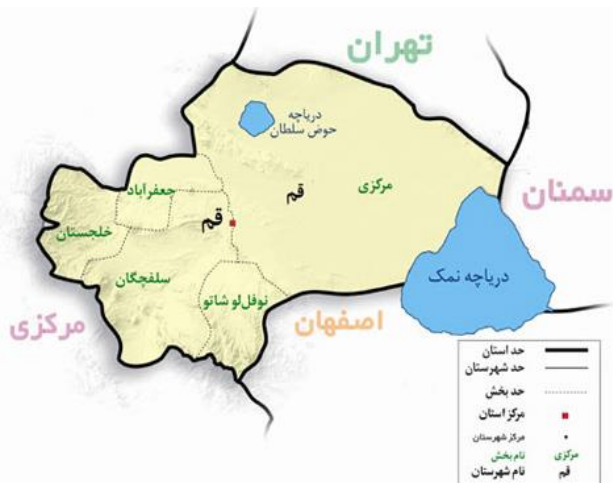 تهران
دریاچه
حوض سلطان
سمنان
جعفرآباد
مرکزی
قم
قم
خلجستان
سلفچگان
دریاچه نمک
نوفل‌لو شاتو
اصفهان
مرکزی
حد استان
حد شهرستان
حد بخش
مرکز استان
مرکز شهرستان
نام بخش مرکزی
نام شهرستان قم